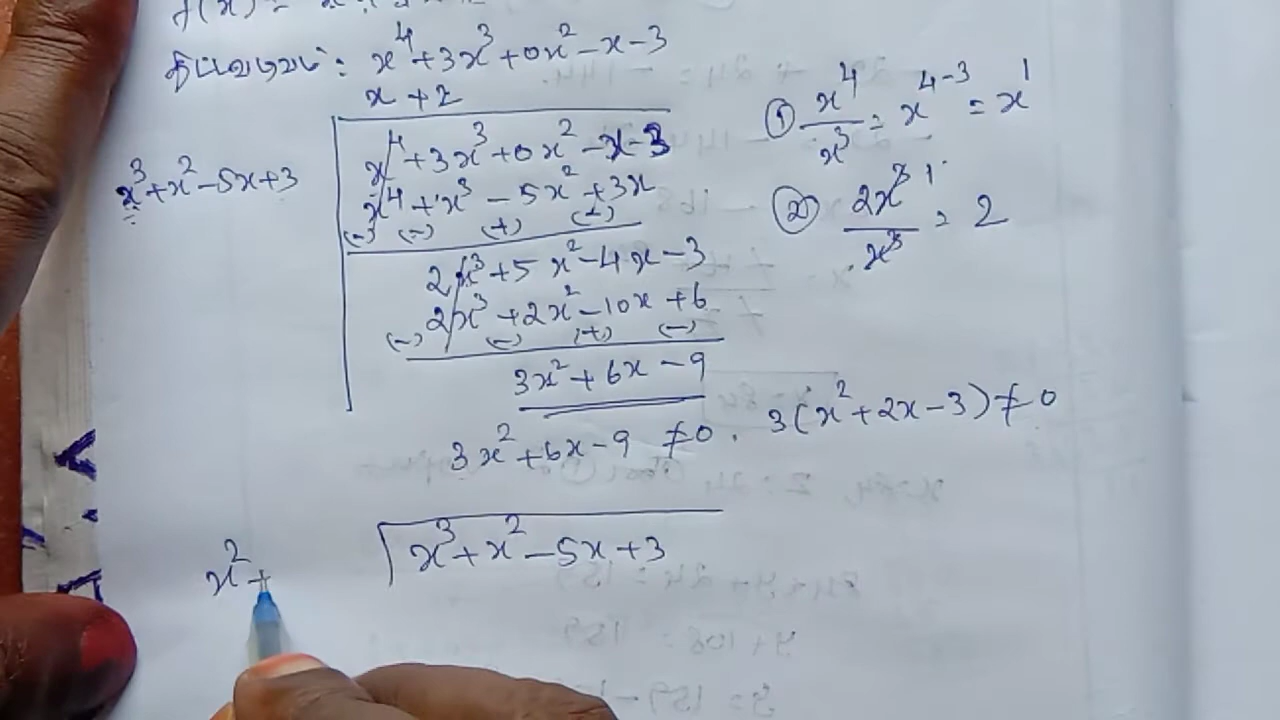 f(x) =
x⁴ + 3x³ + 0x² - x - 3
x + 2
x³ + x² - 5x + 3
x⁴ + 3x³ + 0x² - x - 3
x⁴ + x³ - 5x² + 3x
(-) (-) (+) (-)
2x³ + 5x² - 4x - 3
2x³ + 2x² - 10x + 6
(-) (-) (+) (-)
3x² + 6x - 9
3x² + 6x - 9 ≠ 0. 3(x² + 2x - 3) ≠ 0
x² +
x³ + x² - 5x + 3
① x⁴/x³ = x⁴⁻³ = x¹
② 2x³/x³ = 2